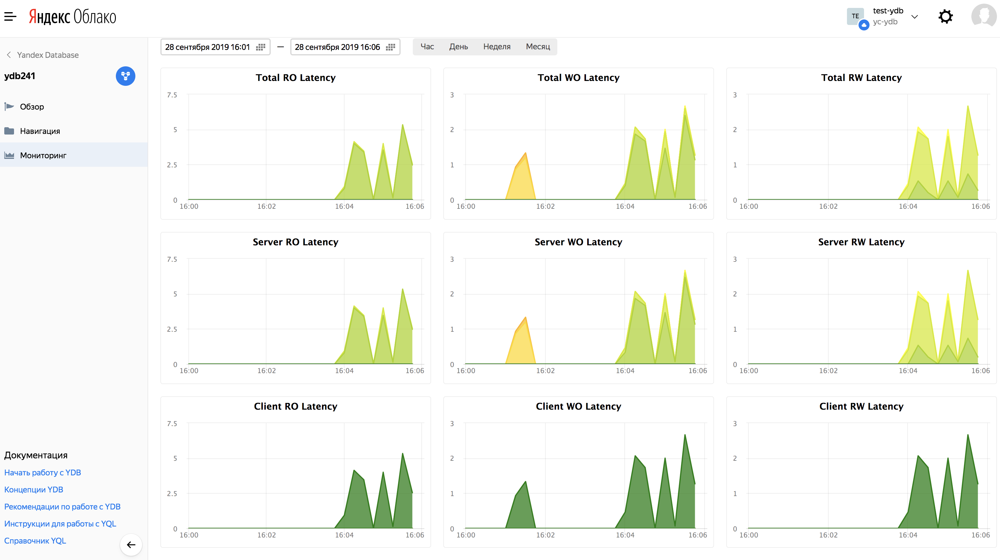 Яндекс Облако
TE
test-ydb
yc-ydb
Yandex Database
ydb241
Обзор
Навигация
Мониторинг
Документация
Начать работу с YDB
Концепции YDB
Рекомендации по работе с YDB
Инструкции для работы с YQL
Справочник YQL
28 сентября 2019 16:01 — 28 сентября 2019 16:06 Час День Неделя Месяц
Total RO Latency
7.5
5
2.5
0
16:00 16:02 16:04 16:06
Total WO Latency
3
2
1
0
16:00 16:02 16:04 16:06
Total RW Latency
3
2
1
0
16:00 16:02 16:04 16:06
Server RO Latency
7.5
5
2.5
0
16:00 16:02 16:04 16:06
Server WO Latency
3
2
1
0
16:00 16:02 16:04 16:06
Server RW Latency
3
2
1
0
16:00 16:02 16:04 16:06
Client RO Latency
7.5
5
2.5
0
16:00 16:02 16:04 16:06
Client WO Latency
3
2
1
0
16:00 16:02 16:04 16:06
Client RW Latency
3
2
1
0
16:00 16:02 16:04 16:06